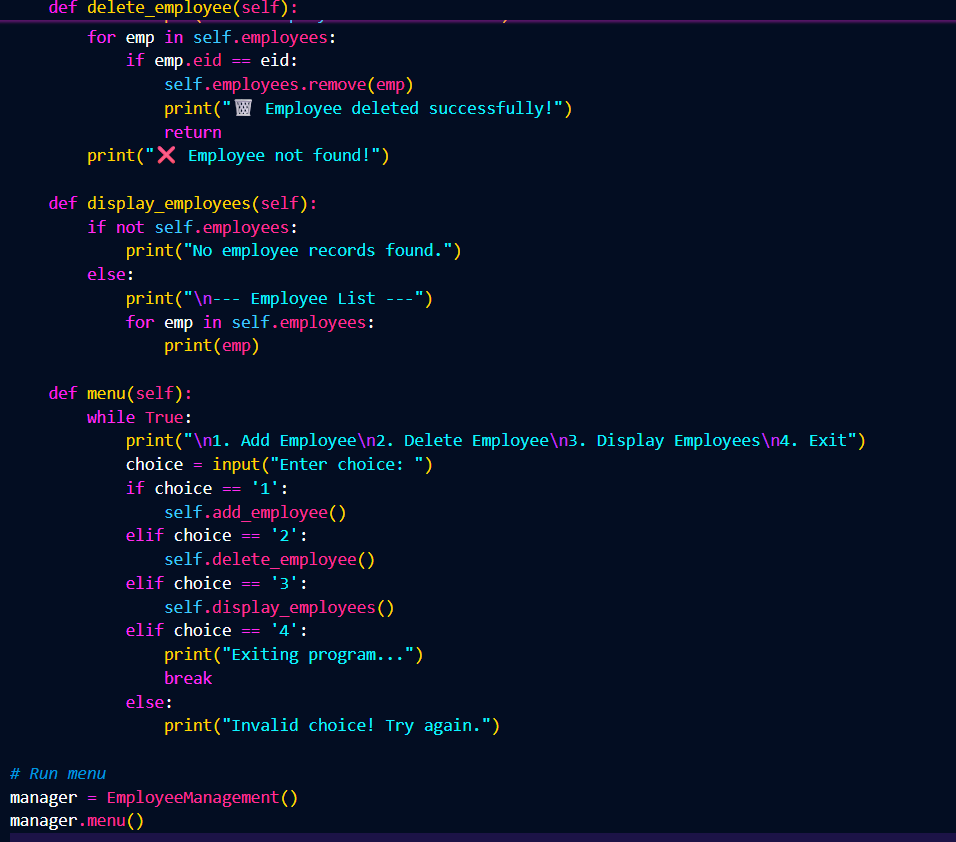 def delete_employee(self):
        for emp in self.employees:
            if emp.eid == eid:
                self.employees.remove(emp)
                print("🗑️ Employee deleted successfully!")
                return
        print("❌ Employee not found!")

    def display_employees(self):
        if not self.employees:
            print("No employee records found.")
        else:
            print("\n--- Employee List ---")
            for emp in self.employees:
                print(emp)

    def menu(self):
        while True:
            print("\n1. Add Employee\n2. Delete Employee\n3. Display Employees\n4. Exit")
            choice = input("Enter choice: ")
            if choice == '1':
                self.add_employee()
            elif choice == '2':
                self.delete_employee()
            elif choice == '3':
                self.display_employees()
            elif choice == '4':
                print("Exiting program...")
                break
            else:
                print("Invalid choice! Try again.")

# Run menu
manager = EmployeeManagement()
manager.menu()